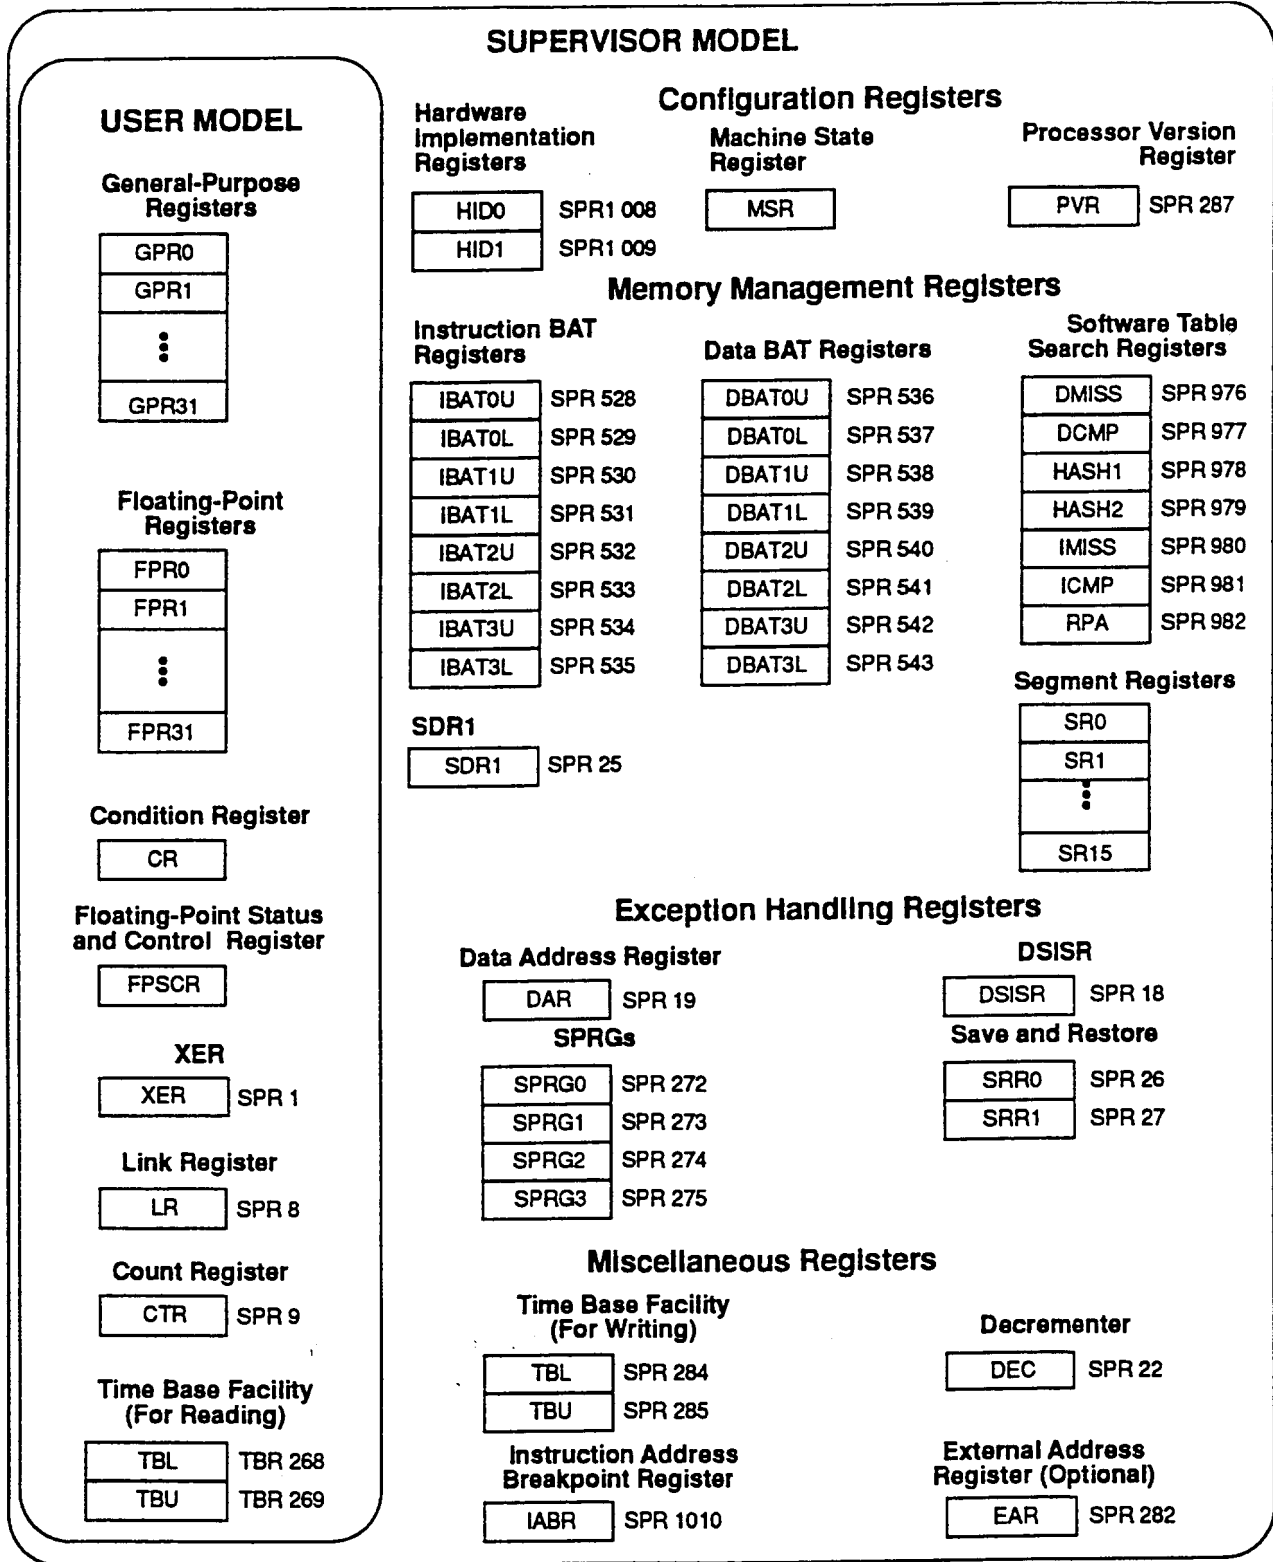 SUPERVISOR MODEL
USER MODEL
General-Purpose
Registers
GPR0
GPR1
GPR31
Floating-Point
Registers
FPR0
FPR1
FPR31
Condition Register
CR
Floating-Point Status
and Control Register
FPSCR
XER
XER SPR 1
Link Register
LR SPR 8
Count Register
CTR SPR 9
Time Base Facility
(For Reading)
TBL TBR 268
TBU TBR 269
Configuration Registers
Hardware
Implementation
Registers
HID0 SPR1 008
HID1 SPR1 009
Machine State
Register
MSR
Processor Version
Register
PVR SPR 287
Memory Management Registers
Instruction BAT
Registers
IBAT0U SPR 528
IBAT0L SPR 529
IBAT1U SPR 530
IBAT1L SPR 531
IBAT2U SPR 532
IBAT2L SPR 533
IBAT3U SPR 534
IBAT3L SPR 535
Data BAT Registers
DBAT0U SPR 536
DBAT0L SPR 537
DBAT1U SPR 538
DBAT1L SPR 539
DBAT2U SPR 540
DBAT2L SPR 541
DBAT3U SPR 542
DBAT3L SPR 543
Software Table
Search Registers
DMISS SPR 976
DCMP SPR 977
HASH1 SPR 978
HASH2 SPR 979
IMISS SPR 980
ICMP SPR 981
RPA SPR 982
SDR1
SDR1 SPR 25
Segment Registers
SR0
SR1
SR15
Exception Handling Registers
Data Address Register
DAR SPR 19
DSISR
DSISR SPR 18
SPRGs
SPRG0 SPR 272
SPRG1 SPR 273
SPRG2 SPR 274
SPRG3 SPR 275
Save and Restore
SRR0 SPR 26
SRR1 SPR 27
Miscellaneous Registers
Time Base Facility
(For Writing)
TBL SPR 284
TBU SPR 285
Decrementer
DEC SPR 22
Instruction Address
Breakpoint Register
IABR SPR 1010
External Address
Register (Optional)
EAR SPR 282